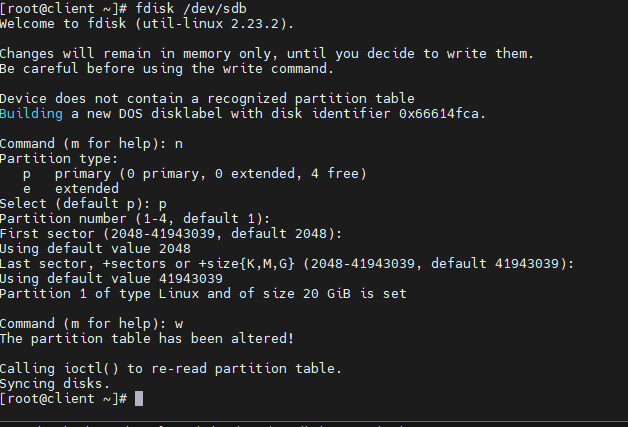 [root@client ~]# fdisk /dev/sdb
Welcome to fdisk (util-linux 2.23.2).
Changes will remain in memory only, until you decide to write them.
Be careful before using the write command.
Device does not contain a recognized partition table
Building a new DOS disklabel with disk identifier 0x66614fca.
Command (m for help): n
Partition type:
   p   primary (0 primary, 0 extended, 4 free)
   e   extended
Select (default p): p
Partition number (1-4, default 1):
First sector (2048-41943039, default 2048):
Using default value 2048
Last sector, +sectors or +size{K,M,G} (2048-41943039, default 41943039):
Using default value 41943039
Partition 1 of type Linux and of size 20 GiB is set
Command (m for help): w
The partition table has been altered!
Calling ioctl() to re-read partition table.
Syncing disks.
[root@client ~]#